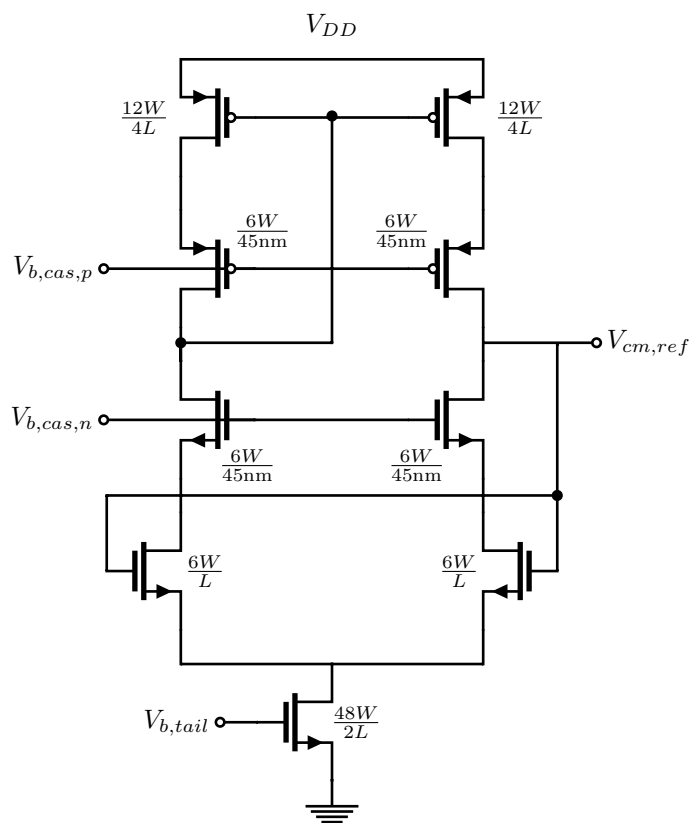 V_{DD}
\frac{12W}{4L} \frac{12W}{4L}
\frac{6W}{45nm} \frac{6W}{45nm}
V_{b,cas,p}
V_{cm,ref}
V_{b,cas,n}
\frac{6W}{45nm} \frac{6W}{45nm}
\frac{6W}{L} \frac{6W}{L}
V_{b,tail} \frac{48W}{2L}